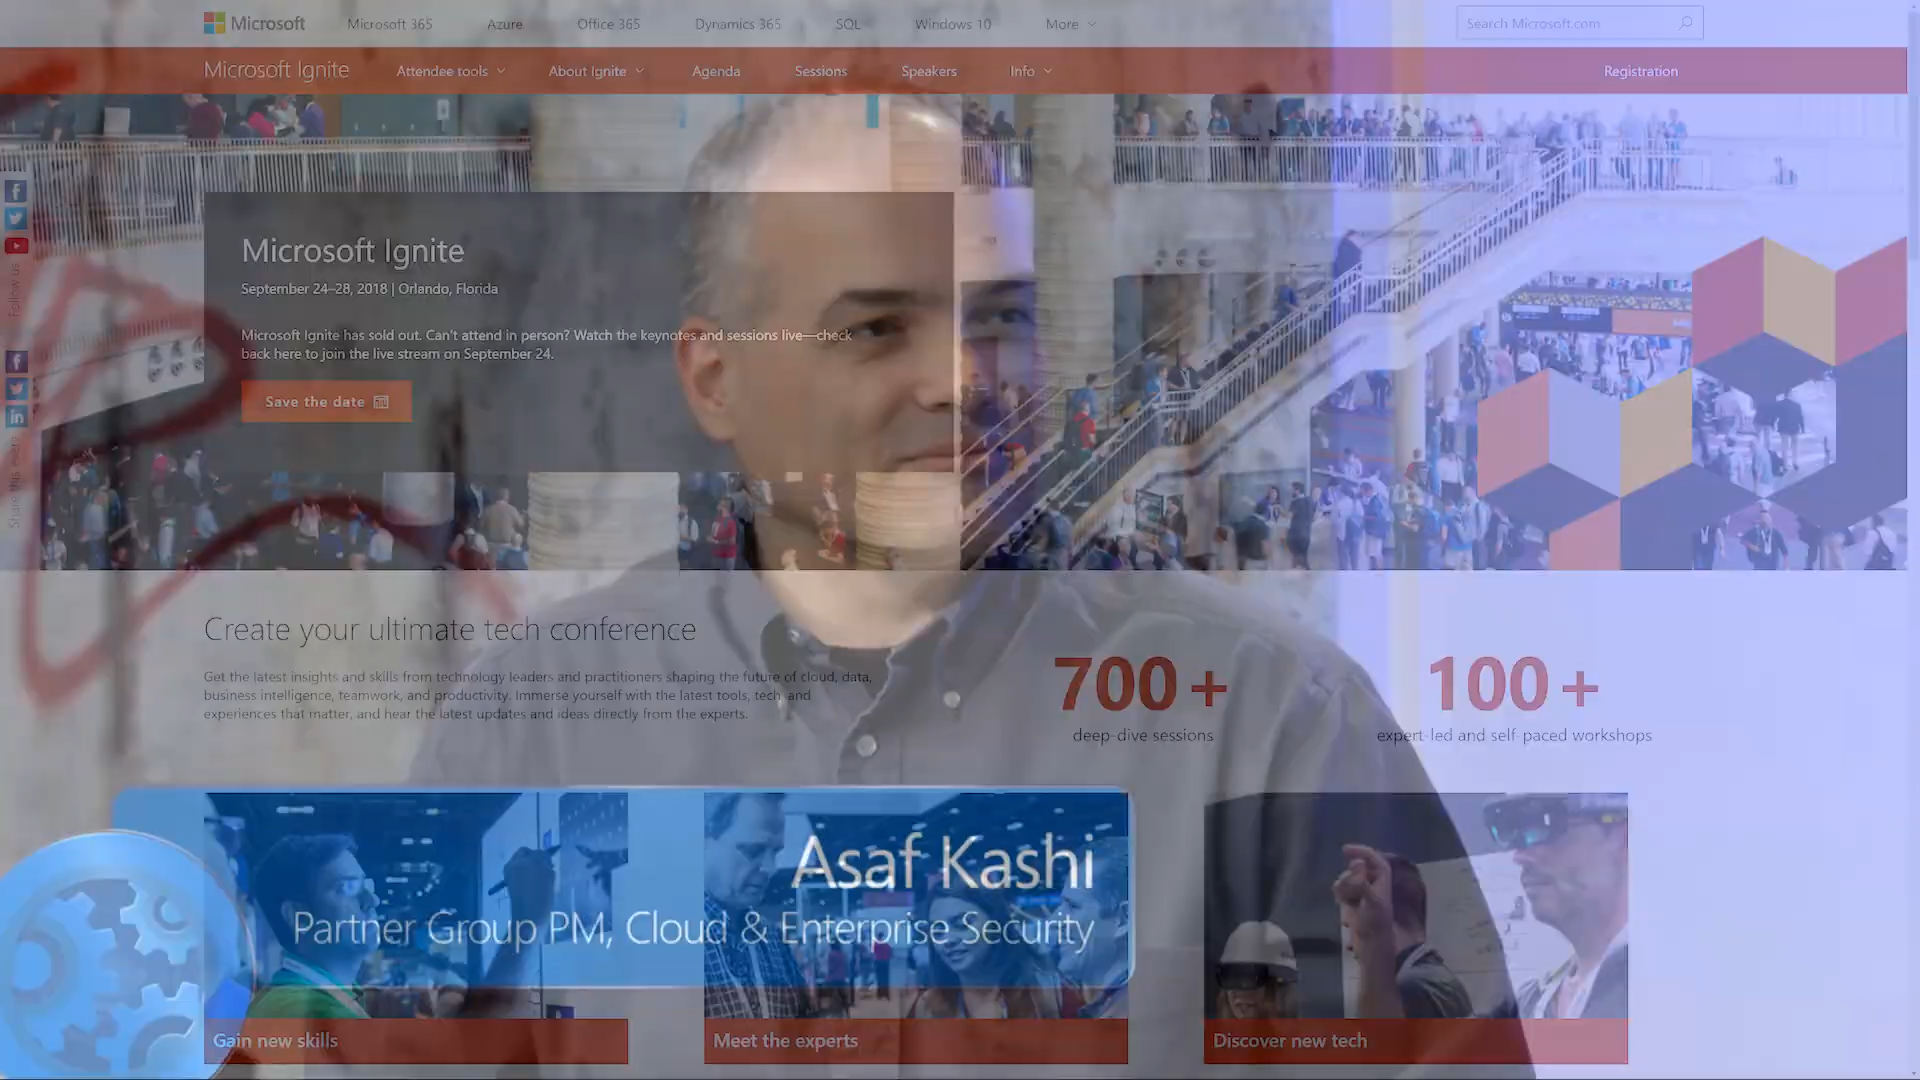 Microsoft
Microsoft 365
Azure
Office 365
Dynamics 365
SQL
Windows 10
More
Search Microsoft.com
Microsoft Ignite
Attendee tools
About Ignite
Agenda
Sessions
Speakers
Info
Registration
Follow us
Share this page
Microsoft Ignite
September 24–28, 2018 | Orlando, Florida
Microsoft Ignite has sold out. Can't attend in person? Watch the keynotes and sessions live—check
back here to join the live stream on September 24.
Save the date
Create your ultimate tech conference
Get the latest insights and skills from technology leaders and practitioners shaping the future of cloud, data,
business intelligence, teamwork, and productivity. Immerse yourself with the latest tools, tech, and
experiences that matter, and hear the latest updates and ideas directly from the experts.
700 +
deep-dive sessions
100 +
expert-led and self-paced workshops
Asaf Kashi
Partner Group PM, Cloud & Enterprise Security
Gain new skills
Meet the experts
Discover new tech